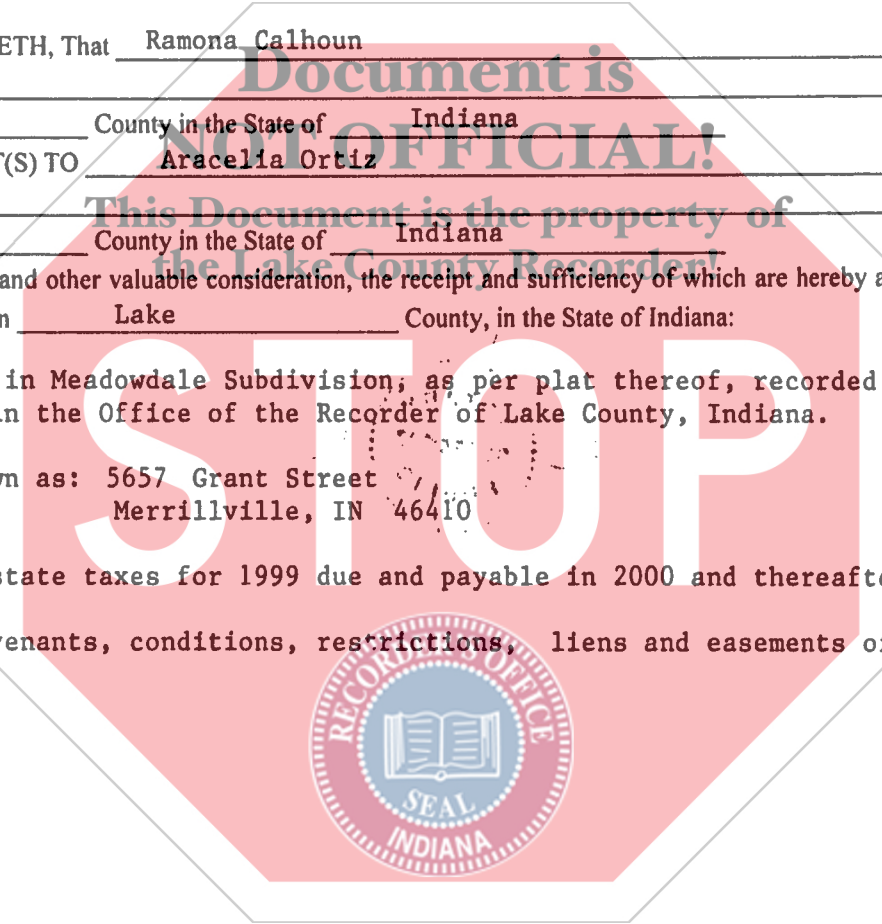 ETH, That Ramona Calhoun
Document is
County in the State of Indiana
NOT OFFICIAL!
T(S) TO Aracelia Ortiz
This Document is the property of
County in the State of Indiana
the Lake County Recorder!
and other valuable consideration, the receipt and sufficiency of which are hereby a
n Lake County, in the State of Indiana:
in Meadowdale Subdivision, as per plat thereof, recorded
in the Office of the Recorder of Lake County, Indiana.
STOP
wn as: 5657 Grant Street
Merrillville, IN 46410
state taxes for 1999 due and payable in 2000 and thereafte
venants, conditions, restrictions, liens and easements o
RECORDER'S OFFICE
SEAL
INDIANA